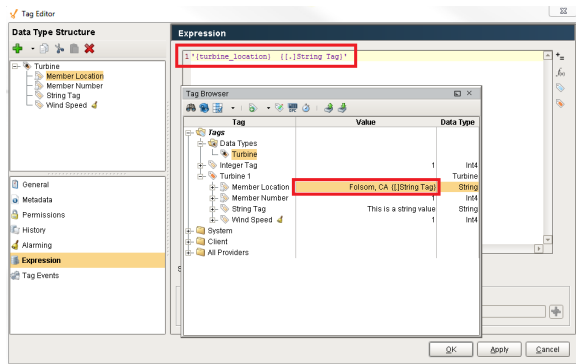 Tag Editor
Data Type Structure
Turbine
Member Location
Member Number
String Tag
Wind Speed
General
Metadata
Permissions
History
Alarming
Expression
Tag Events
Expression
1 '{turbine_location} ({[.]String Tag}'
Tag Browser
Tag Value Data Type
Tags
Data Types
Turbine
Integer Tag 1 Int4
Turbine 1 Turbine
Member Location Folsom, CA ({[.]String Tag) String
Member Number 1 Int4
String Tag This is a string value String
Wind Speed 1 Int4
System
Client
All Providers
OK Apply Cancel